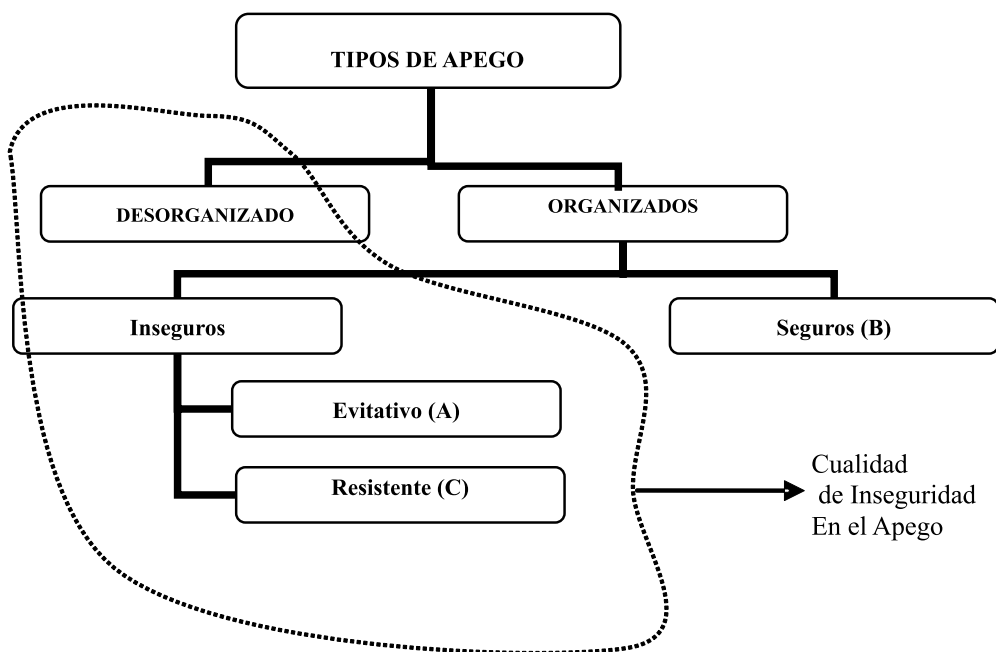 TIPOS DE APEGO
DESORGANIZADO
ORGANIZADOS
Inseguros
Seguros (B)
Evitativo (A)
Resistente (C)
Cualidad
de Inseguridad
En el Apego